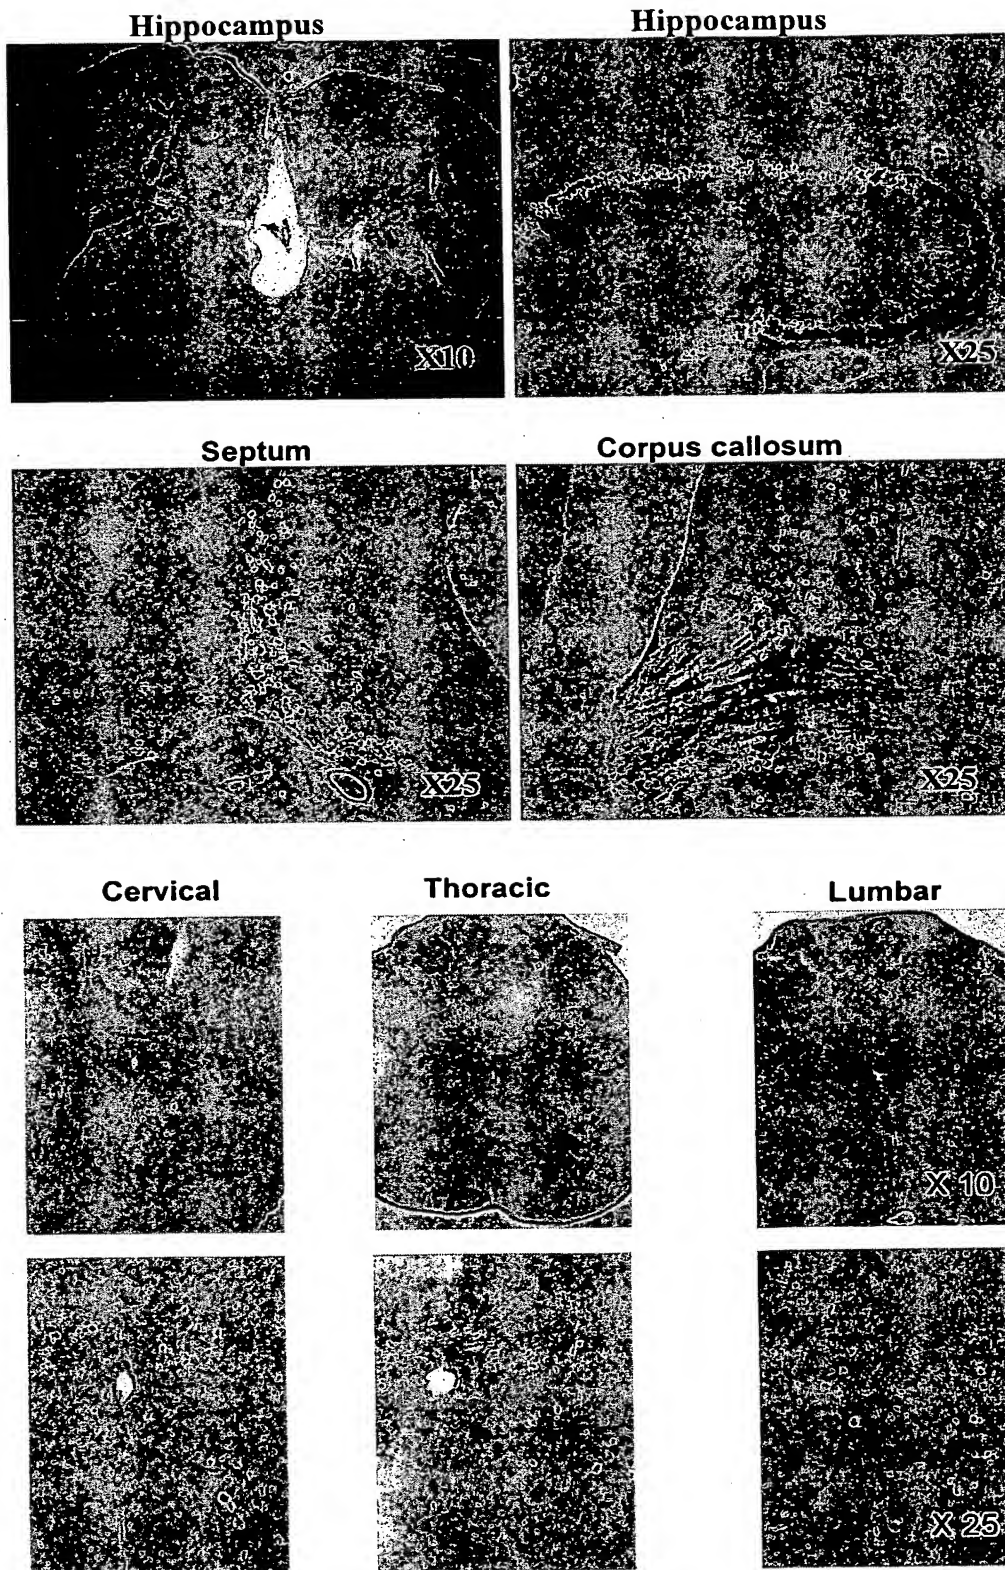 Hippocampus
Hippocampus
X10
X25
Septum
Corpus callosum
X25
X25
Cervical
Thoracic
Lumbar
X 10
X 25